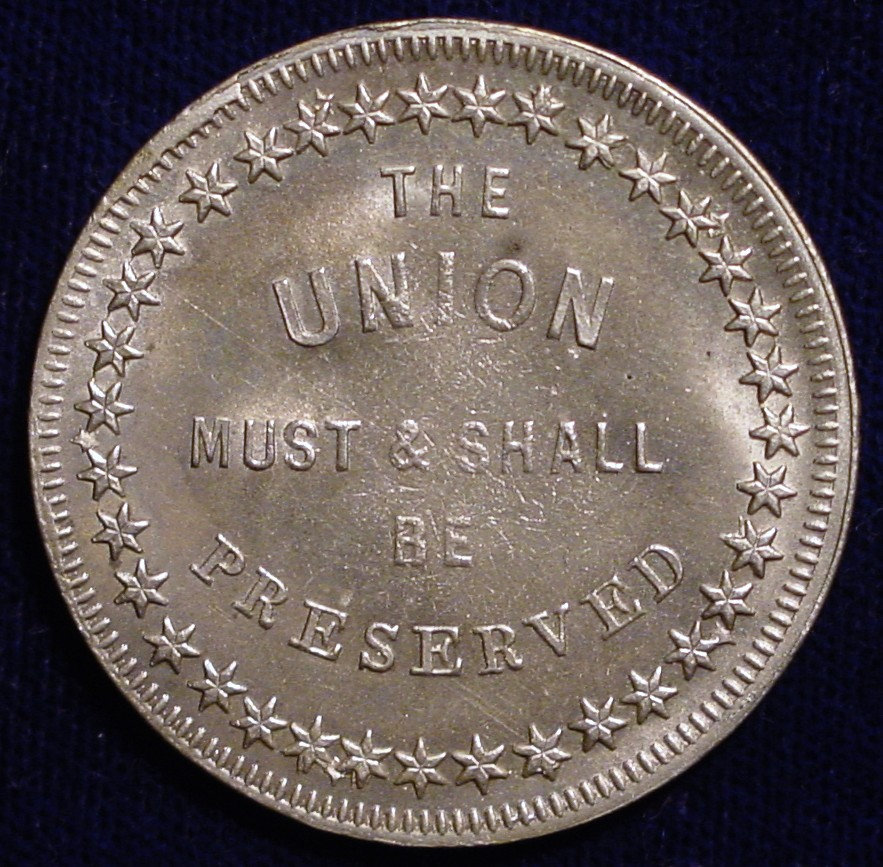 THE
UNION
MUST & SHALL
BE
PRESERVED